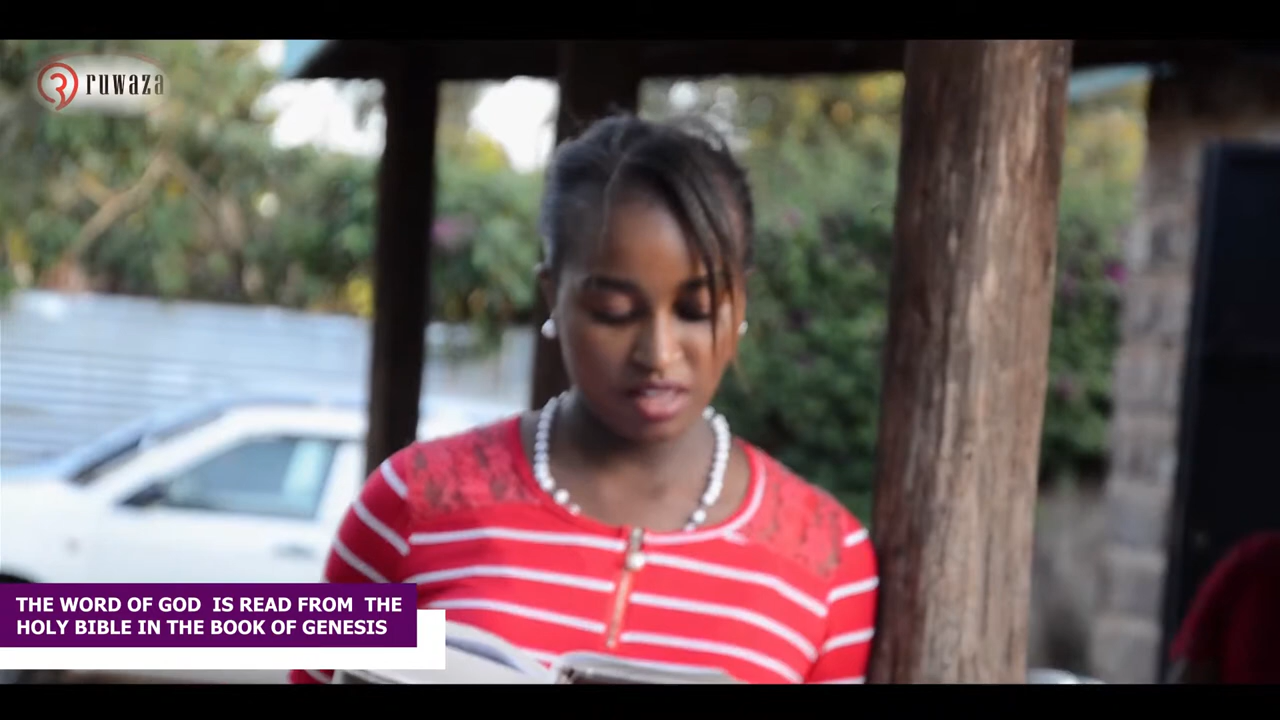 ruwaza
THE WORD OF GOD IS READ FROM THE
HOLY BIBLE IN THE BOOK OF GENESIS